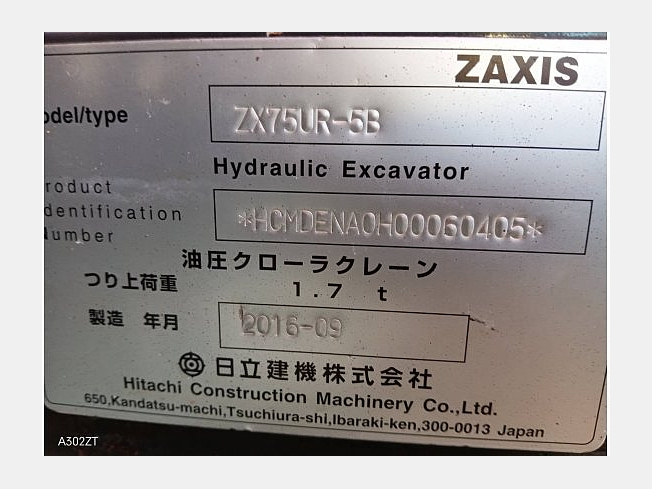 ZAXIS
odel/type
ZX75UR-5B
Hydraulic Excavator
roduct
dentification
umber
*HCMDENA0H00060405*
油圧クローラクレーン
つり上荷重
1.7 t
製造 年月
2016-09
日立建機株式会社
Hitachi Construction Machinery Co.,Ltd.
650,Kandatsu-machi,Tsuchiura-shi,Ibaraki-ken,300-0013 Japan
A302ZT